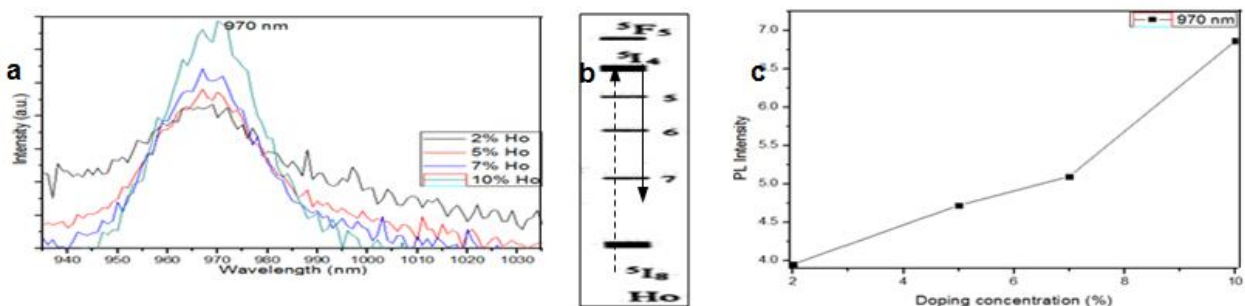 a
970 nm
Intensity (a.u.)
2% Ho
5% Ho
7% Ho
10% Ho
940 950 960 970 980 990 1000 1010 1020 1030
Wavelength (nm)
b
⁵F₅
⁵I₄
5
6
7
⁵I₈
Ho
c
970 nm
PL Intensity
7.0
6.5
6.0
5.5
5.0
4.5
4.0
2 4 6 8 10
Doping concentration (%)